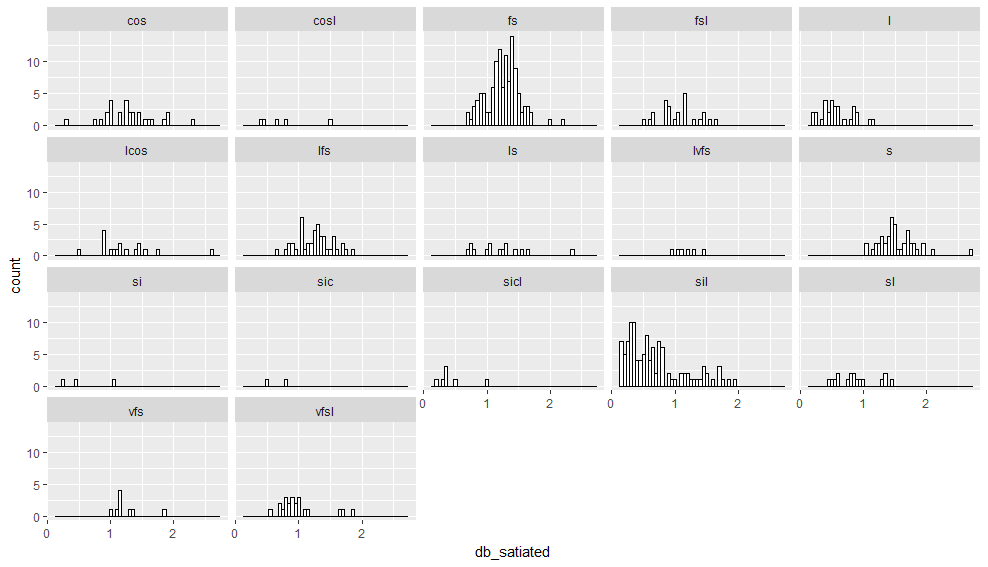 cos cosl fs fsl l
10
5
0
lcos lfs ls lvfs s
10
5
0
count
si sic sicl sil sl
10
5
0
0 1 2 0 1 2 0 1 2
vfs vfsl
10
5
0
0 1 2 0 1 2
db_satiated